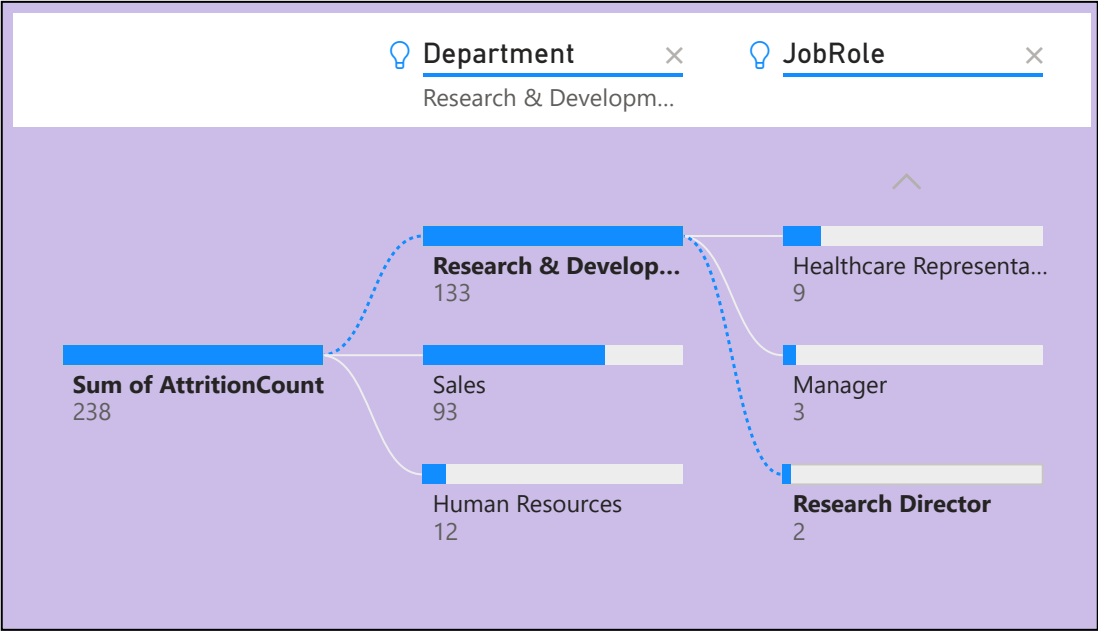 Department
JobRole
Research & Developm...
Research & Develop...
133
Healthcare Representa...
9
Sum of AttritionCount
238
Sales
93
Manager
3
Human Resources
12
Research Director
2